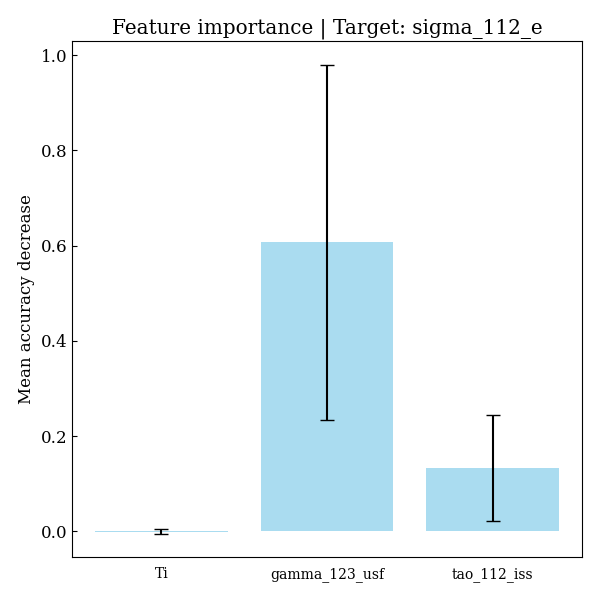 Feature importance | Target: sigma_112_e
Mean accuracy decrease
1.0
0.8
0.6
0.4
0.2
0.0
Ti
gamma_123_usf
tao_112_iss